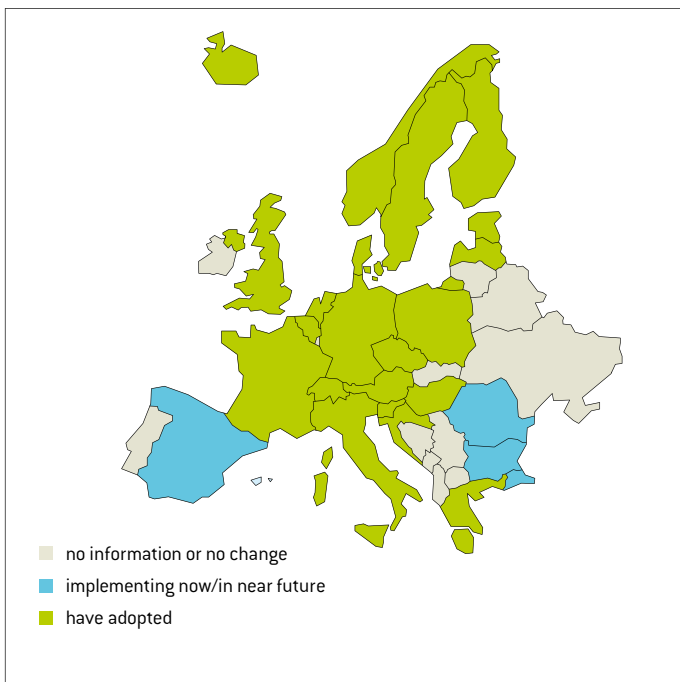 no information or no change
implementing now/in near future
have adopted